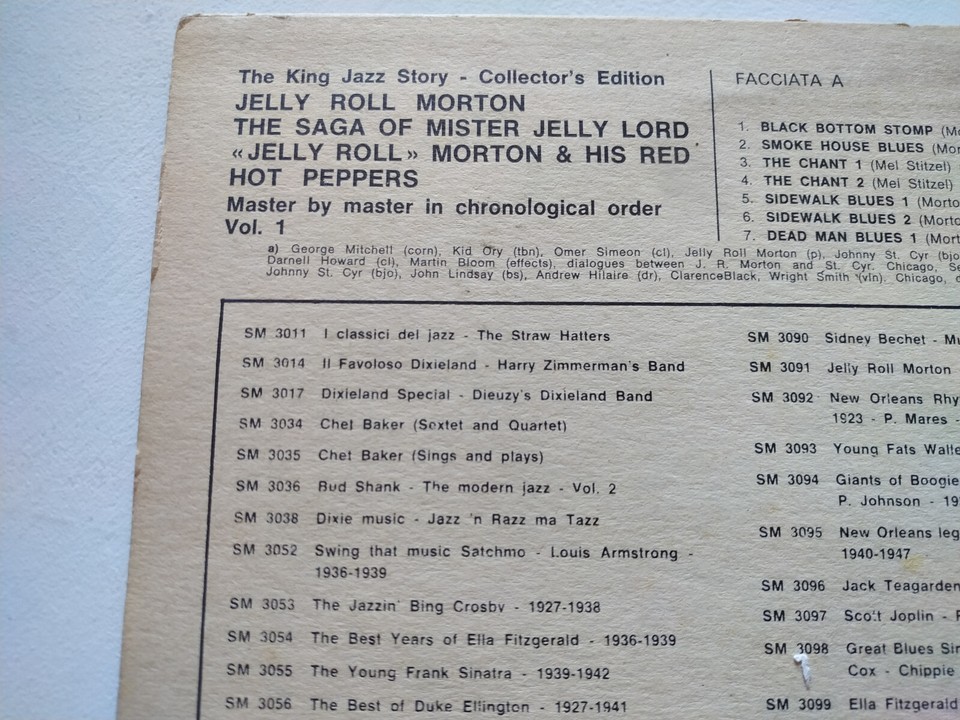 The King Jazz Story - Collector's Edition
JELLY ROLL MORTON
THE SAGA OF MISTER JELLY LORD
«JELLY ROLL» MORTON & HIS RED
HOT PEPPERS
Master by master in chronological order
Vol. 1
FACCIATA A
1. BLACK BOTTOM STOMP
2. SMOKE HOUSE BLUES
3. THE CHANT 1 (Mel Stitzel)
4. THE CHANT 2 (Mel Stitzel)
5. SIDEWALK BLUES 1
6. SIDEWALK BLUES 2
7. DEAD MAN BLUES 1
a) George Mitchell (corn), Kid Ory (tbn), Omer Simeon (cl), Jelly Roll Morton (p), Johnny St. Cyr (bjo
Darnell Howard (cl), Martin Bloom (effects), dialogues between J. R. Morton and St. Cyr. Chicago,
Johnny St. Cyr (bjo), John Lindsay (bs), Andrew Hilaire (dr), ClarenceBlack, Wright Smith (vln). Chicago,
SM 3011 I classici del jazz - The Straw Hatters
SM 3014 Il Favoloso Dixieland - Harry Zimmerman's Band
SM 3017 Dixieland Special - Dieuzy's Dixieland Band
SM 3034 Chet Baker (Sextet and Quartet)
SM 3035 Chet Baker (Sings and plays)
SM 3036 Bud Shank - The modern jazz - Vol. 2
SM 3038 Dixie music - Jazz 'n Razz ma Tazz
SM 3052 Swing that music Satchmo - Louis Armstrong -
1936-1939
SM 3053 The Jazzin' Bing Crosby - 1927-1938
SM 3054 The Best Years of Ella Fitzgerald - 1936-1939
SM 3055 The Young Frank Sinatra - 1939-1942
SM 3056 The Best of Duke Ellington - 1927-1941
SM 3090 Sidney Bechet -
SM 3091 Jelly Roll Morton
SM 3092 New Orleans
1923 - P. Mares -
SM 3093 Young Fats
SM 3094 Giants of Boogie
P. Johnson -
SM 3095 New Orleans
1940-1947
SM 3096 Jack Teagarden
SM 3097 Scott Joplin -
SM 3098 Great Blues
Cox - Chippie
SM 3099 Ella Fitzgerald